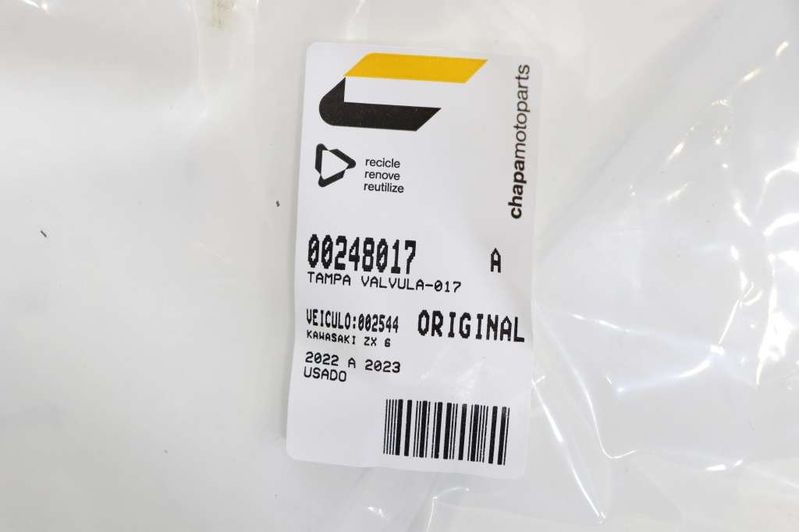 chapamotoparts
recicle
renove
reutilize
00248017 A
TAMPA VALVULA-017
VEICULO:002544 ORIGINAL
KAWASAKI ZX 6
2022 A 2023
USADO